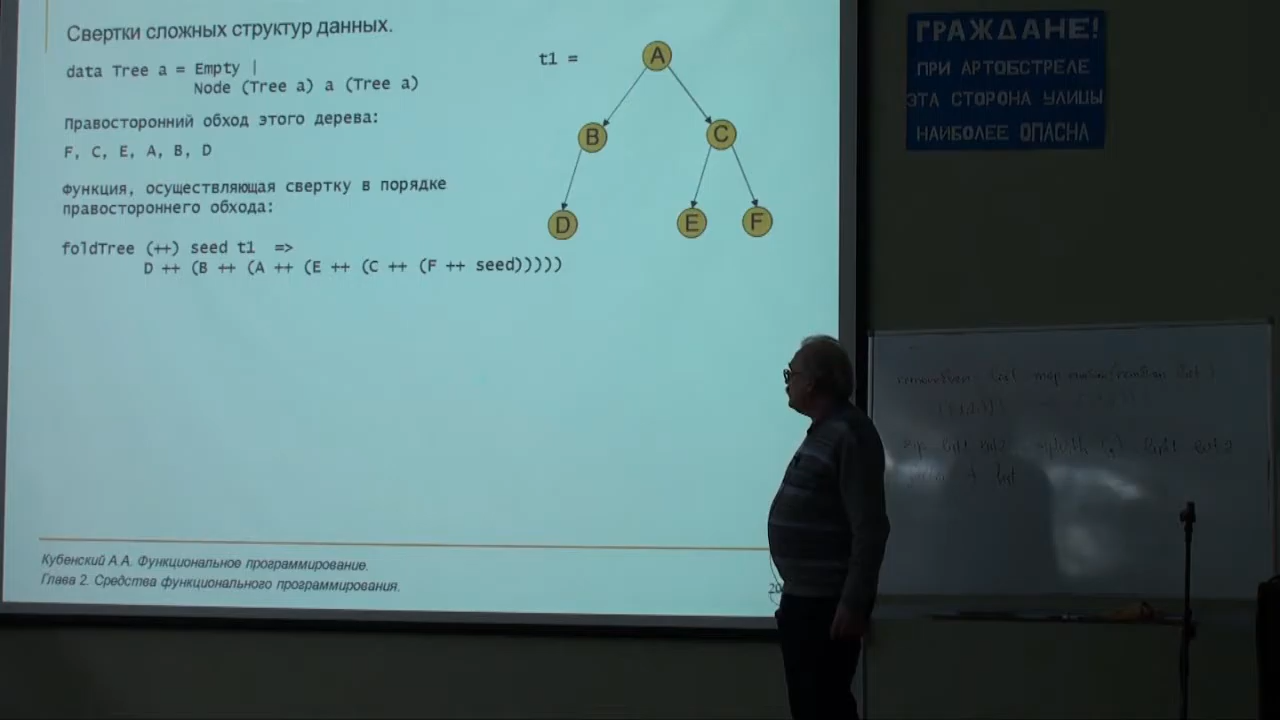 Свертки сложных структур данных.
data Tree a = Empty |
Node (Tree a) a (Tree a)
Правосторонний обход этого дерева:
F, C, E, A, B, D
Функция, осуществляющая свертку в порядке
правостороннего обхода:
foldTree (++) seed t1 =>
D ++ (B ++ (A ++ (E ++ (C ++ (F ++ seed)))))
t1 =
A
B
C
D
E
F
Кубенский А.А. Функциональное программирование.
Глава 2. Средства функционального программирования.
ГРАЖДАНЕ!
ПРИ АРТОБСТРЕЛЕ
ЭТА СТОРОНА УЛИЦЫ
НАИБОЛЕЕ ОПАСНА
list